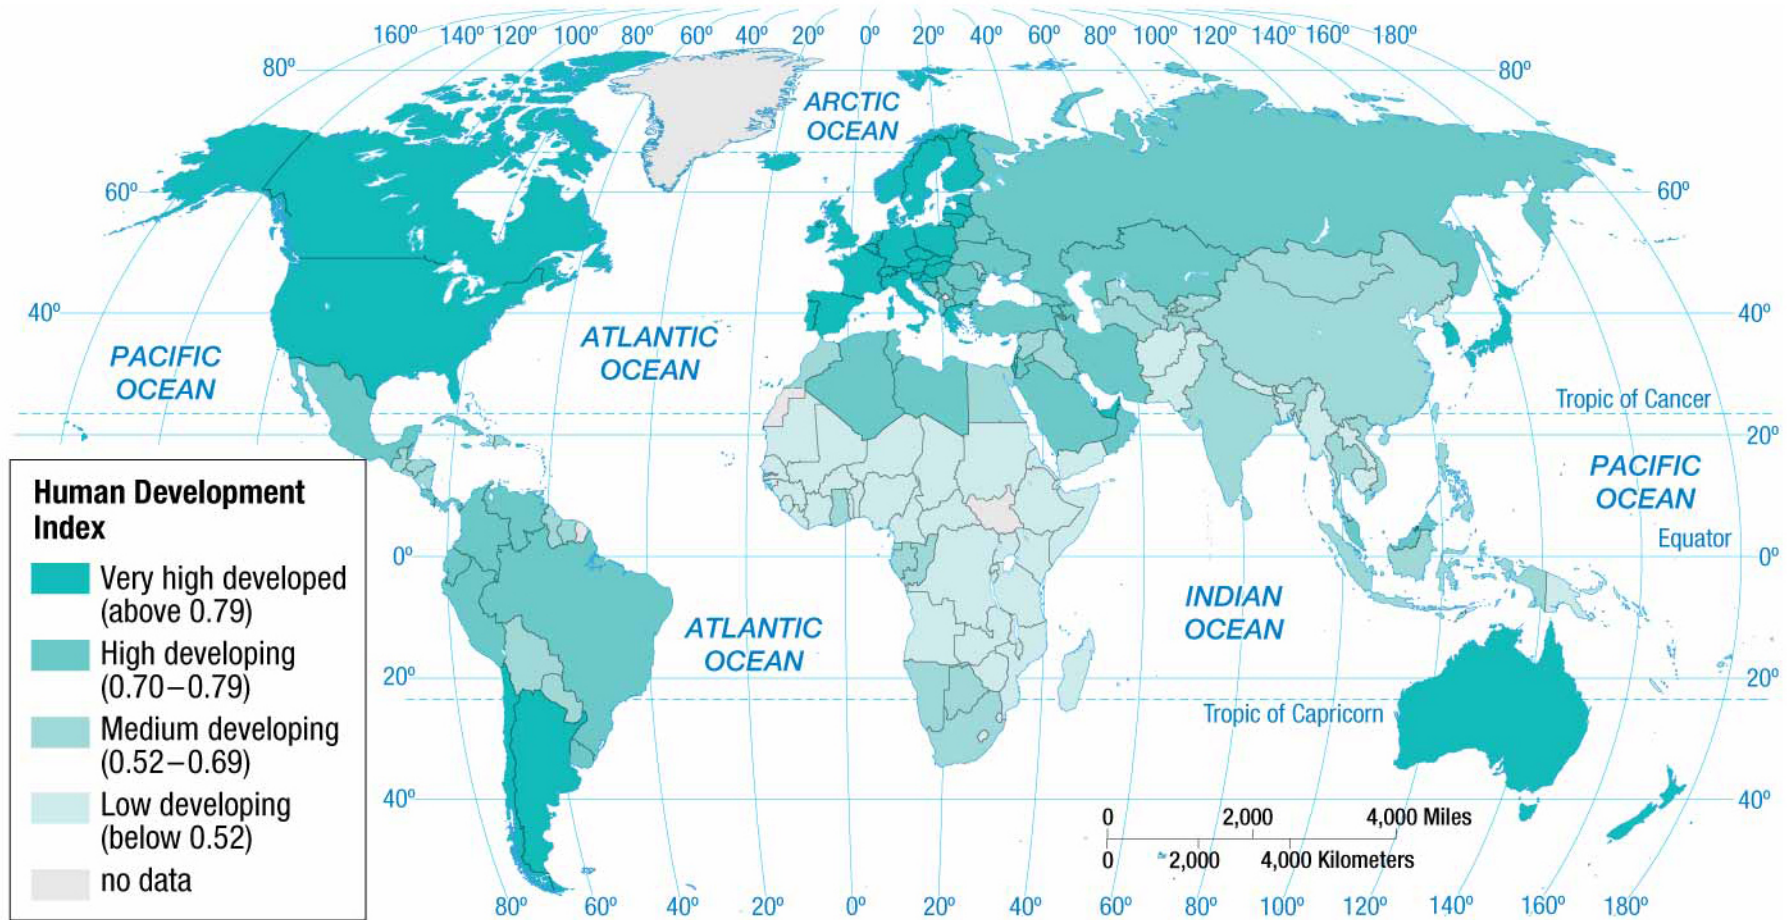 160º 140º 120º 100º 80º 60º 40º 20º 0º 20º 40º 60º 80º 100º 120º 140º 160º 180º
80º 80º
ARCTIC
OCEAN
60º 60º
40º 40º
PACIFIC
OCEAN
ATLANTIC
OCEAN
Tropic of Cancer
20º
PACIFIC
OCEAN
Equator
0º 0º
INDIAN
OCEAN
ATLANTIC
OCEAN
20º 20º
Tropic of Capricorn
40º 40º
Human Development
Index
Very high developed
(above 0.79)
High developing
(0.70–0.79)
Medium developing
(0.52–0.69)
Low developing
(below 0.52)
no data
0 2,000 4,000 Miles
0 2,000 4,000 Kilometers
80º 60º 40º 20º 0º 20º 40º 60º 80º 100º 120º 140º 160º 180º